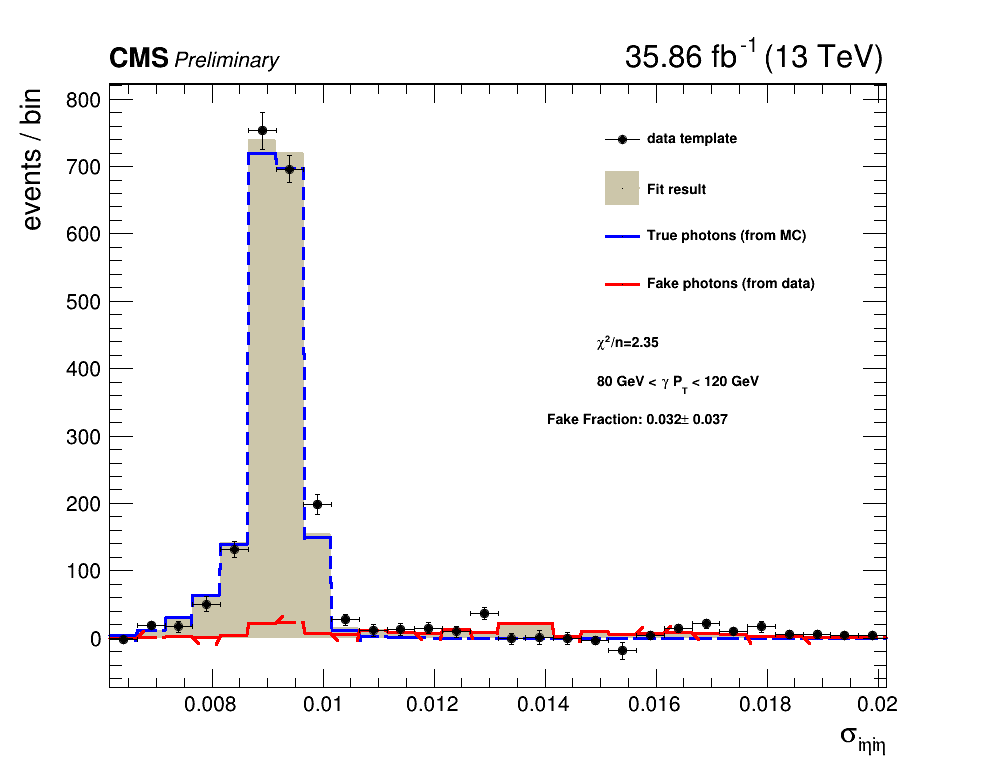 CMS Preliminary 35.86 fb⁻¹ (13 TeV)
events / bin
800
700
600
500
400
300
200
100
0
data template
Fit result
True photons (from MC)
Fake photons (from data)
χ²/n=2.35
80 GeV < γ P_T < 120 GeV
Fake Fraction: 0.032± 0.037
0.008 0.01 0.012 0.014 0.016 0.018 0.02
σ_iηiη